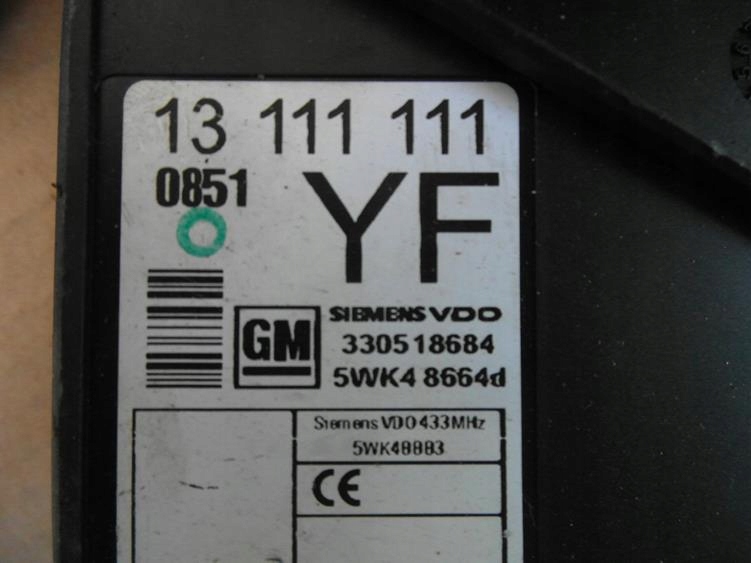 13 111 111
0851 YF
GM
SIEMENS VDO
330518684
5WK4 8664d
Siemens VDO 433MHz
5WK48883
CE